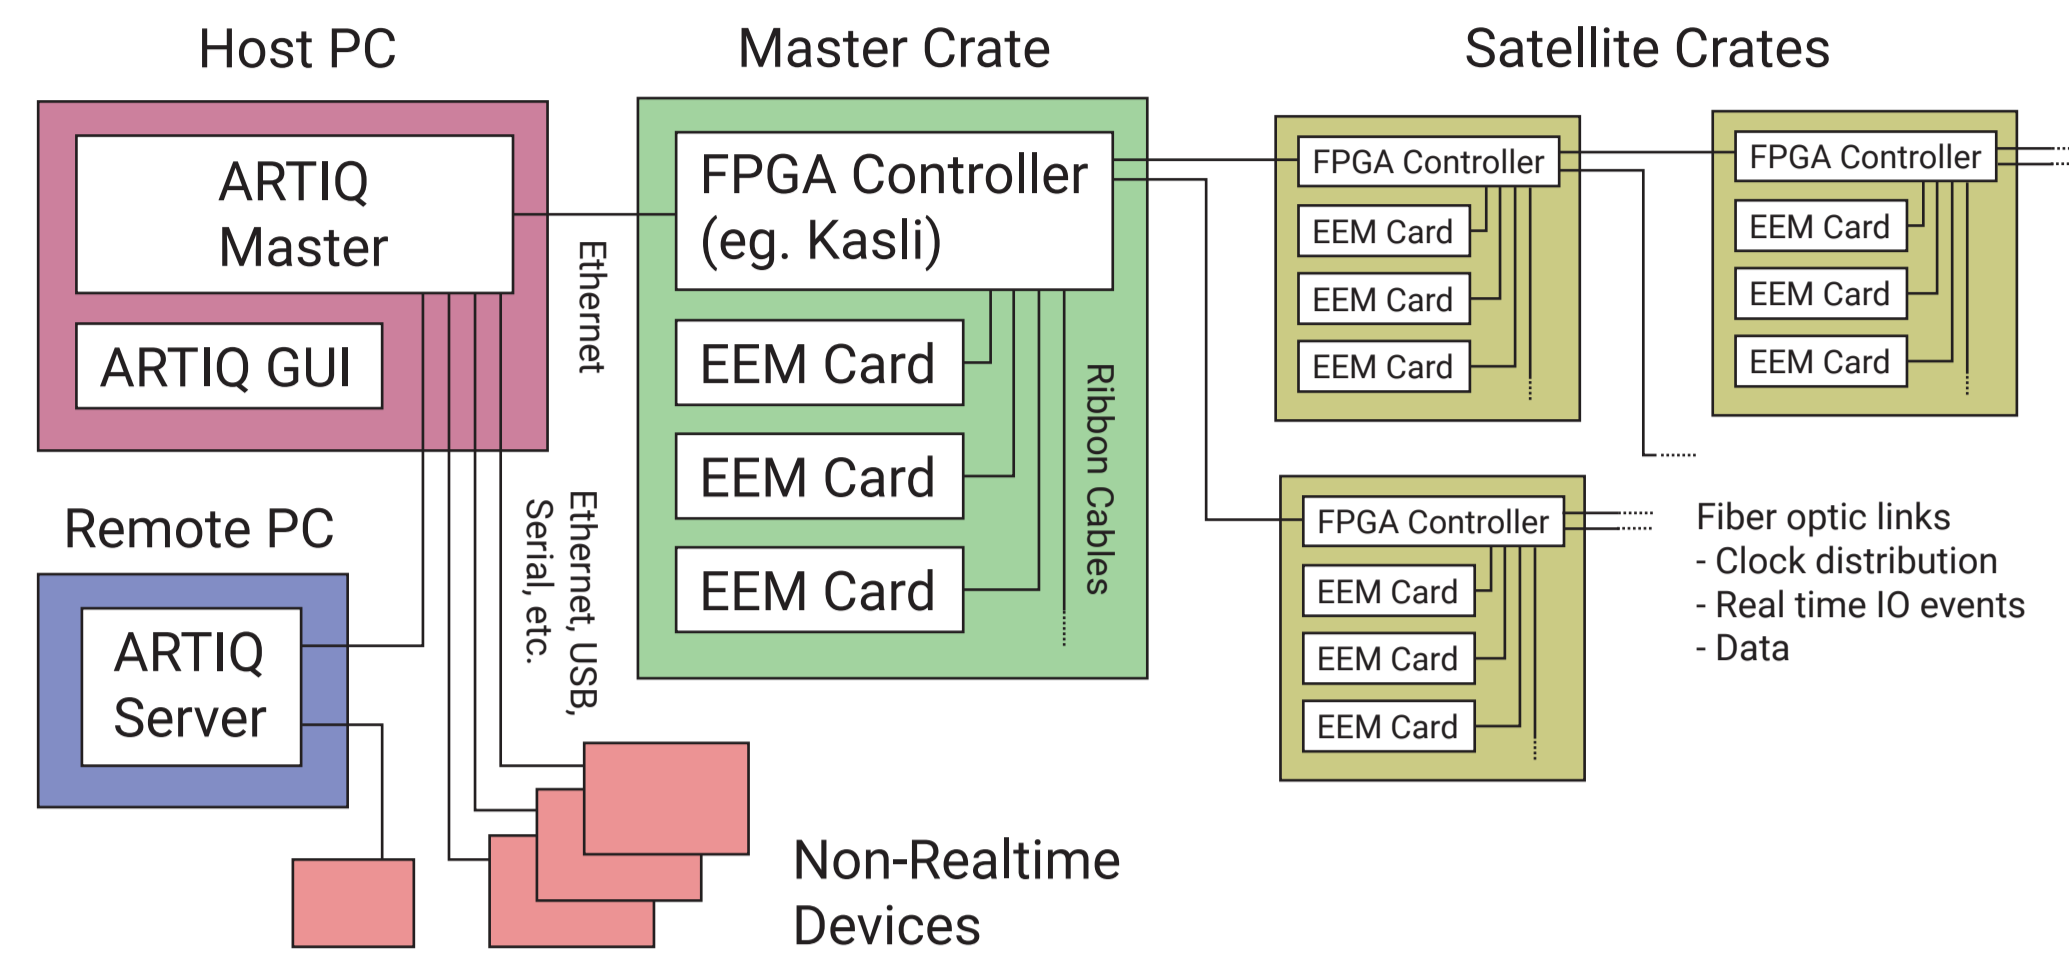 Host PC
ARTIQ
Master
ARTIQ GUI
Ethernet
Remote PC
ARTIQ
Server
Ethernet, USB,
Serial, etc.
Non-Realtime
Devices
Master Crate
FPGA Controller
(eg. Kasli)
EEM Card
EEM Card
EEM Card
Ribbon Cables
Satellite Crates
FPGA Controller
EEM Card
EEM Card
EEM Card
FPGA Controller
EEM Card
EEM Card
EEM Card
FPGA Controller
EEM Card
EEM Card
EEM Card
Fiber optic links
- Clock distribution
- Real time IO events
- Data